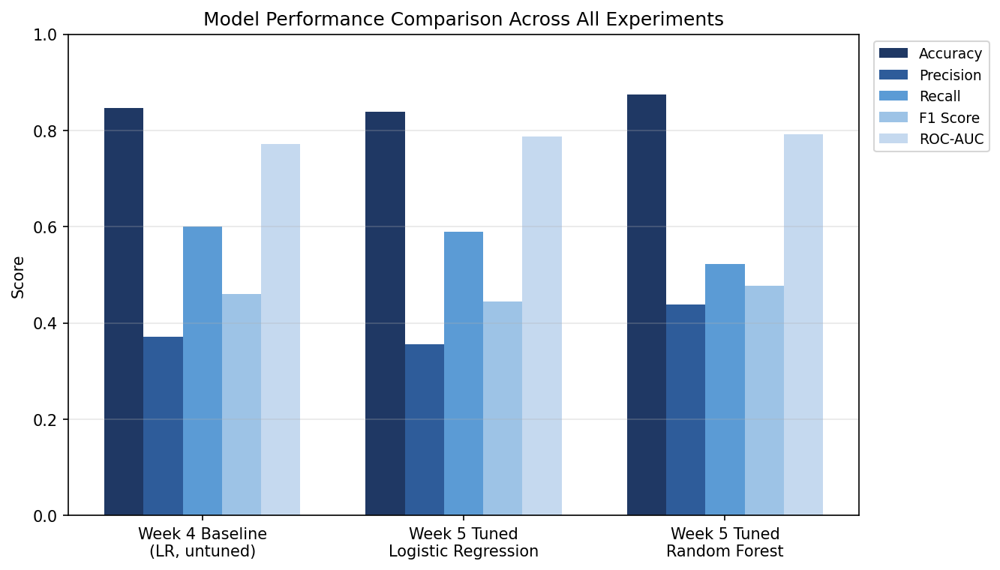 Model Performance Comparison Across All Experiments
1.0
0.8
0.6
0.4
0.2
0.0
Score
Week 4 Baseline
(LR, untuned)
Week 5 Tuned
Logistic Regression
Week 5 Tuned
Random Forest
Accuracy
Precision
Recall
F1 Score
ROC-AUC